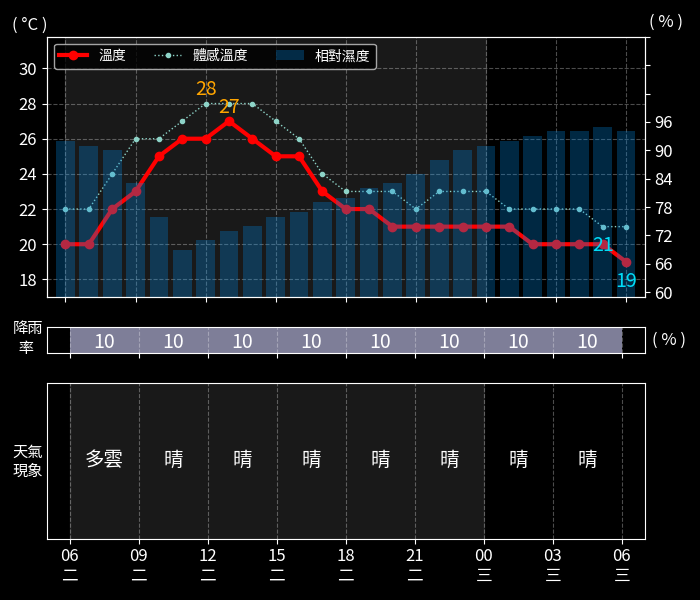 ( °C )
( % )
溫度 體感溫度 相對濕度
30
28
26
24
22
20
18
28
27
21
19
96
90
84
78
72
66
60
降雨
率
10 10 10 10 10 10 10 10
( % )
天氣
現象
多雲 晴 晴 晴 晴 晴 晴 晴
06 09 12 15 18 21 00 03 06
二 二 二 二 二 二 三 三 三